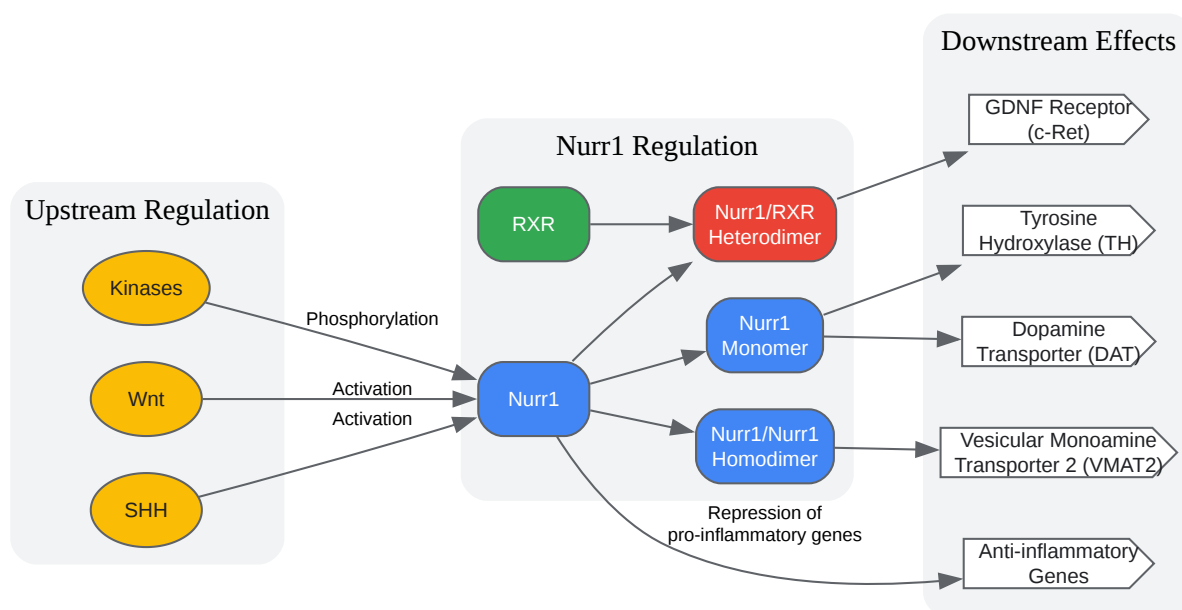 Upstream Regulation
Kinases
Wnt
SHH
Phosphorylation
Activation
Activation
Nurr1 Regulation
RXR
Nurr1/RXR
Heterodimer
Nurr1
Monomer
Nurr1
Nurr1/Nurr1
Homodimer
Repression of
pro-inflammatory genes
Downstream Effects
GDNF Receptor
(c-Ret)
Tyrosine
Hydroxylase (TH)
Dopamine
Transporter (DAT)
Vesicular Monoamine
Transporter 2 (VMAT2)
Anti-inflammatory
Genes